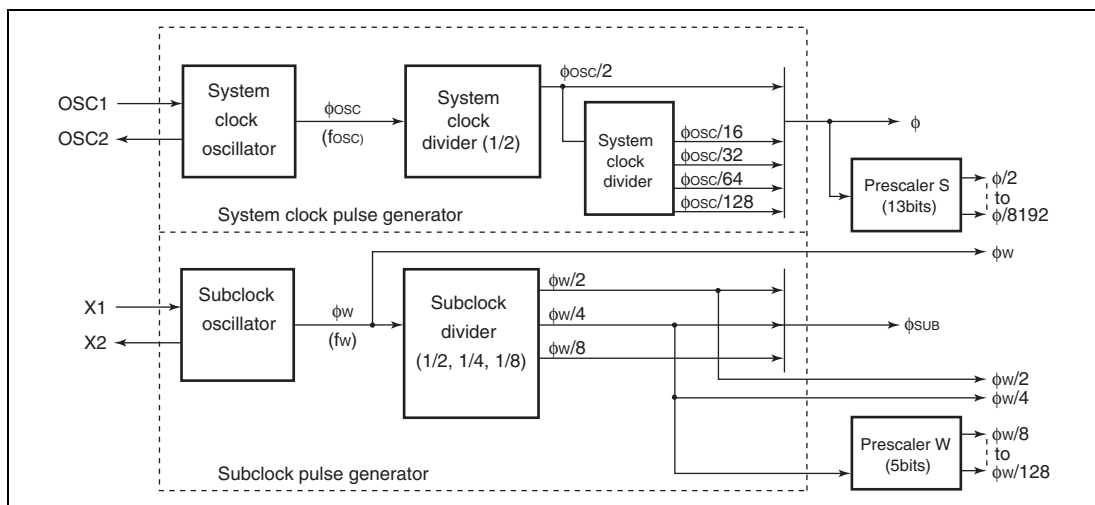 OSC1
OSC2
System
clock
oscillator
φOSC
(fOSC)
System
clock
divider (1/2)
φOSC/2
System
clock
divider
φOSC/16
φOSC/32
φOSC/64
φOSC/128
φ
Prescaler S
(13bits)
φ/2
to
φ/8192
System clock pulse generator
X1
X2
Subclock
oscillator
φW
(fW)
Subclock
divider
(1/2, 1/4, 1/8)
φW/2
φW/4
φW/8
φW
φSUB
φW/2
φW/4
Prescaler W
(5bits)
φW/8
to
φW/128
Subclock pulse generator